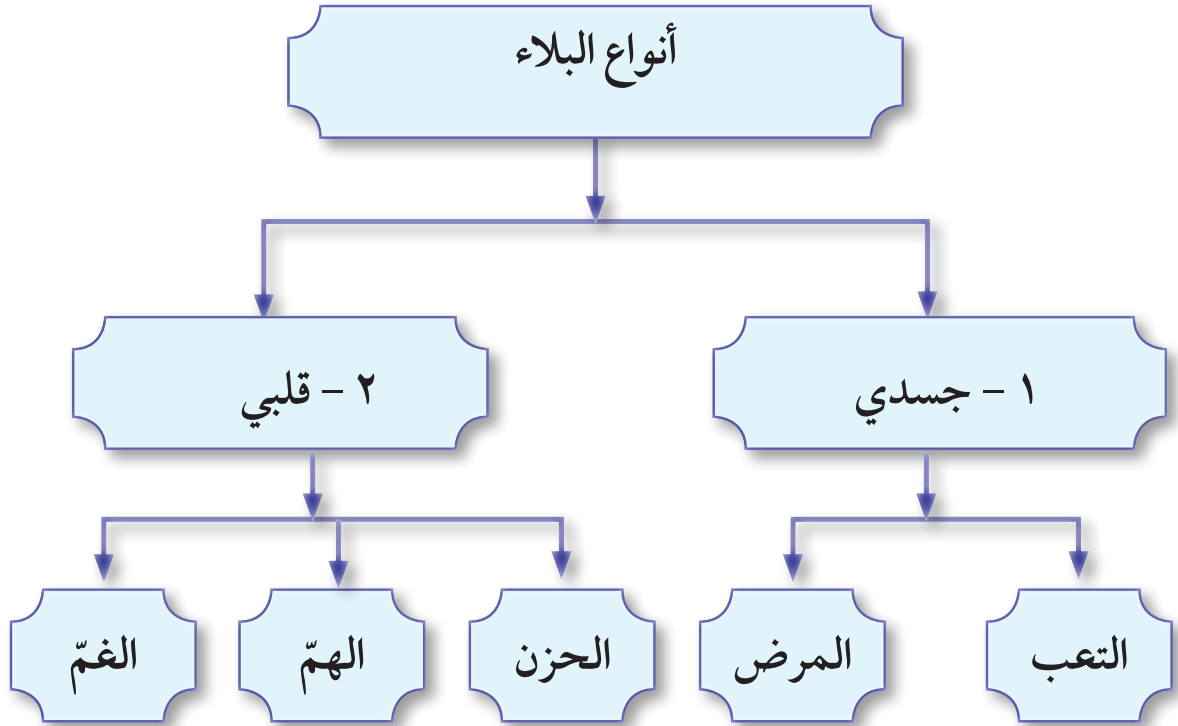 أنواع البلاء
١ – جسدي
٢ – قلبي
التعب
المرض
الحزن
الهمّ
الغمّ